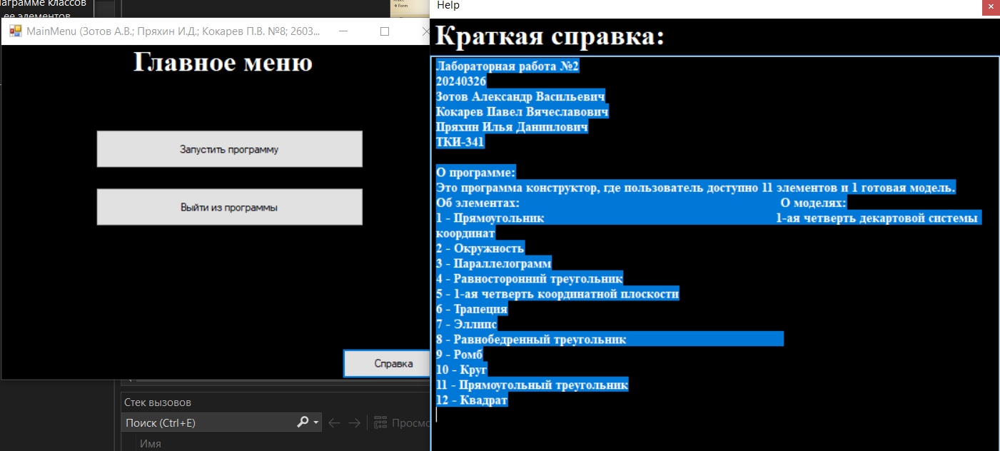 аграмме классов
ее элементов
Form
MainMenu (Зотов А.В.; Пряхин И.Д.; Кокарев П.В. №8; 2603...
Главное меню
Запустить программу
Выйти из программы
Справка
Стек вызовов
Поиск (Ctrl+E)
Просмо
Имя
Help
Краткая справка:
Лабораторная работа №2
20240326
Зотов Александр Васильевич
Кокарев Павел Вячеславович
Пряхин Илья Даниилович
ТКИ-341
О программе:
Это программа конструктор, где пользователь доступно 11 элементов и 1 готовая модель.
Об элементах: О моделях:
1 - Прямоугольник 1-ая четверть декартовой системы
координат
2 - Окружность
3 - Параллелограмм
4 - Равносторонний треугольник
5 - 1-ая четверть координатной плоскости
6 - Трапеция
7 - Эллипс
8 - Равнобедренный треугольник
9 - Ромб
10 - Круг
11 - Прямоугольный треугольник
12 - Квадрат